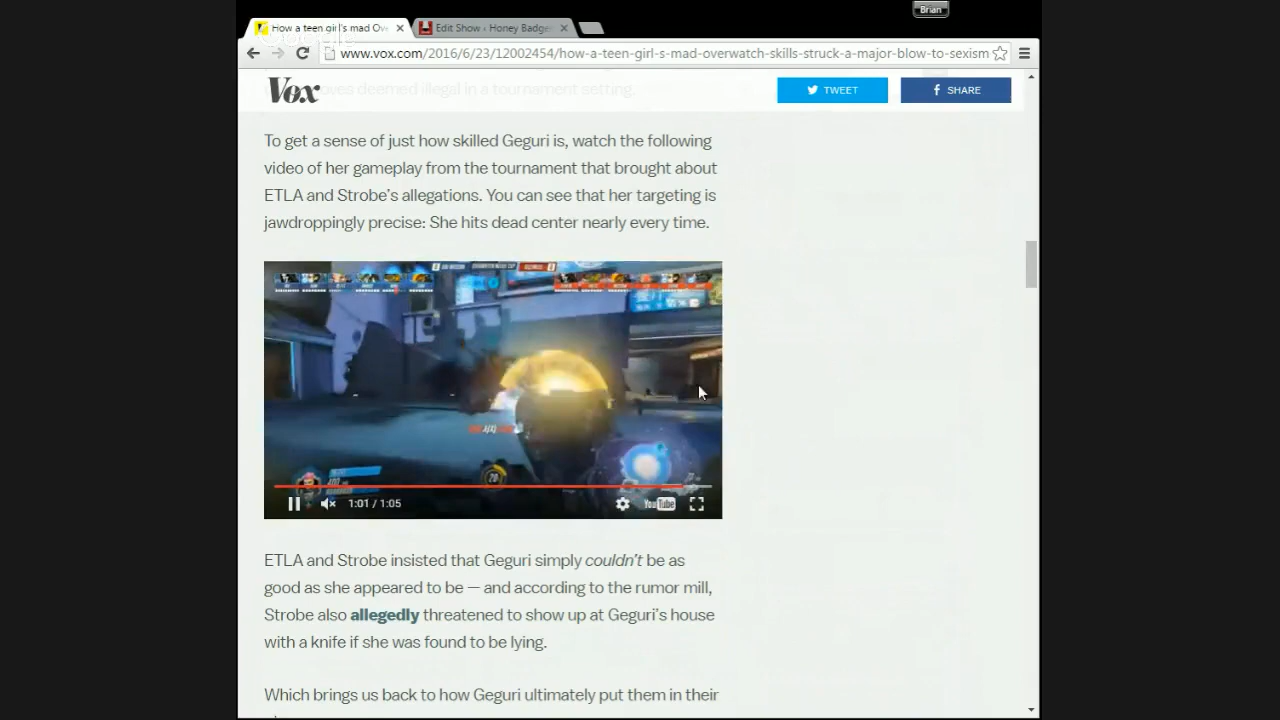 Brian
How a teen girl's mad Ov
Edit Show ‹ Honey Badge
www.vox.com/2016/6/23/12002454/how-a-teen-girl-s-mad-overwatch-skills-struck-a-major-blow-to-sexism
Vox
TWEET
SHARE
deemed illegal in a tournament setting.
To get a sense of just how skilled Geguri is, watch the following
video of her gameplay from the tournament that brought about
ETLA and Strobe's allegations. You can see that her targeting is
jawdroppingly precise: She hits dead center nearly every time.
1:01 / 1:05
YouTube
ETLA and Strobe insisted that Geguri simply couldn't be as
good as she appeared to be — and according to the rumor mill,
Strobe also allegedly threatened to show up at Geguri's house
with a knife if she was found to be lying.
Which brings us back to how Geguri ultimately put them in their